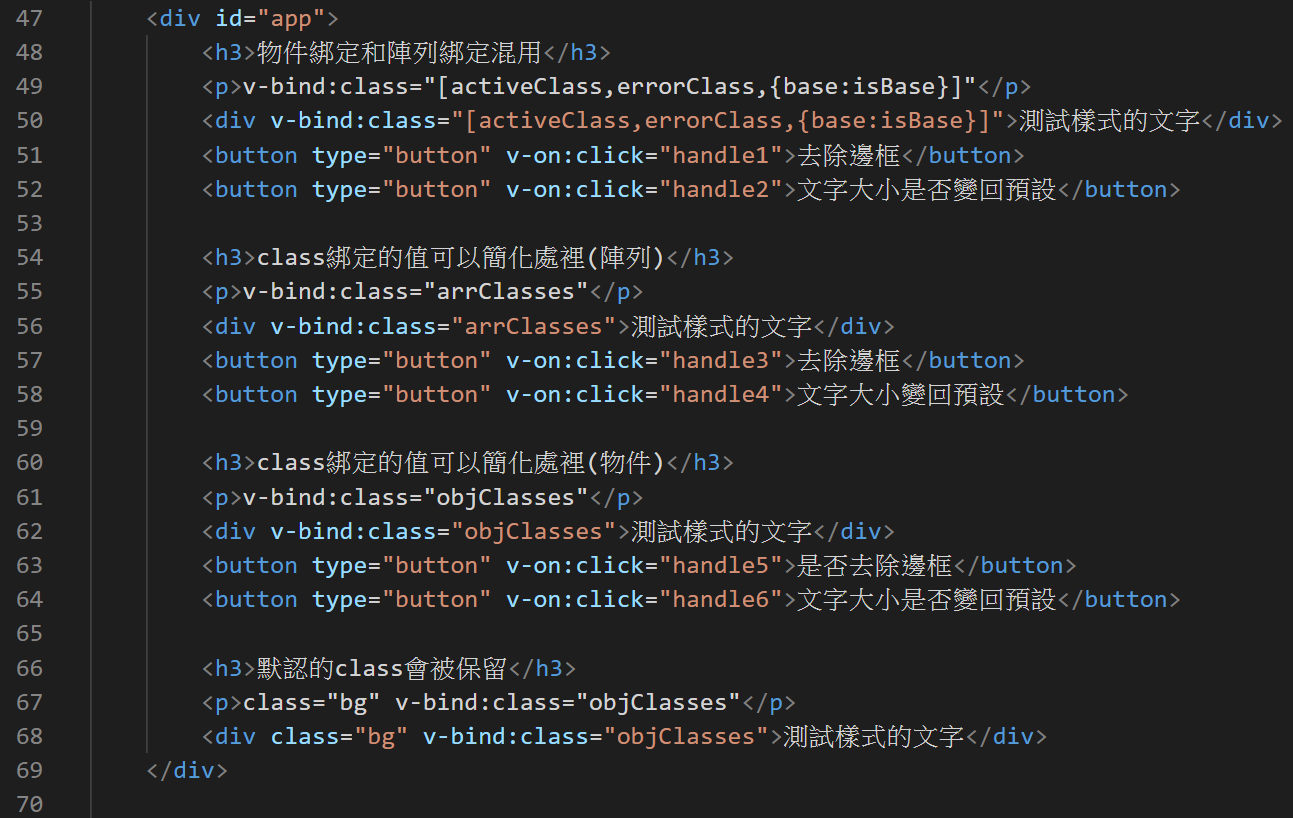 47 <div id="app">
48 <h3>物件綁定和陣列綁定混用</h3>
49 <p>v-bind:class="[activeClass,errorClass,{base:isBase}]"</p>
50 <div v-bind:class="[activeClass,errorClass,{base:isBase}]">測試樣式的文字</div>
51 <button type="button" v-on:click="handle1">去除邊框</button>
52 <button type="button" v-on:click="handle2">文字大小是否變回預設</button>
53
54 <h3>class綁定的值可以簡化處裡(陣列)</h3>
55 <p>v-bind:class="arrClasses"</p>
56 <div v-bind:class="arrClasses">測試樣式的文字</div>
57 <button type="button" v-on:click="handle3">去除邊框</button>
58 <button type="button" v-on:click="handle4">文字大小變回預設</button>
59
60 <h3>class綁定的值可以簡化處裡(物件)</h3>
61 <p>v-bind:class="objClasses"</p>
62 <div v-bind:class="objClasses">測試樣式的文字</div>
63 <button type="button" v-on:click="handle5">是否去除邊框</button>
64 <button type="button" v-on:click="handle6">文字大小是否變回預設</button>
65
66 <h3>默認的class會被保留</h3>
67 <p>class="bg" v-bind:class="objClasses"</p>
68 <div class="bg" v-bind:class="objClasses">測試樣式的文字</div>
69 </div>
70